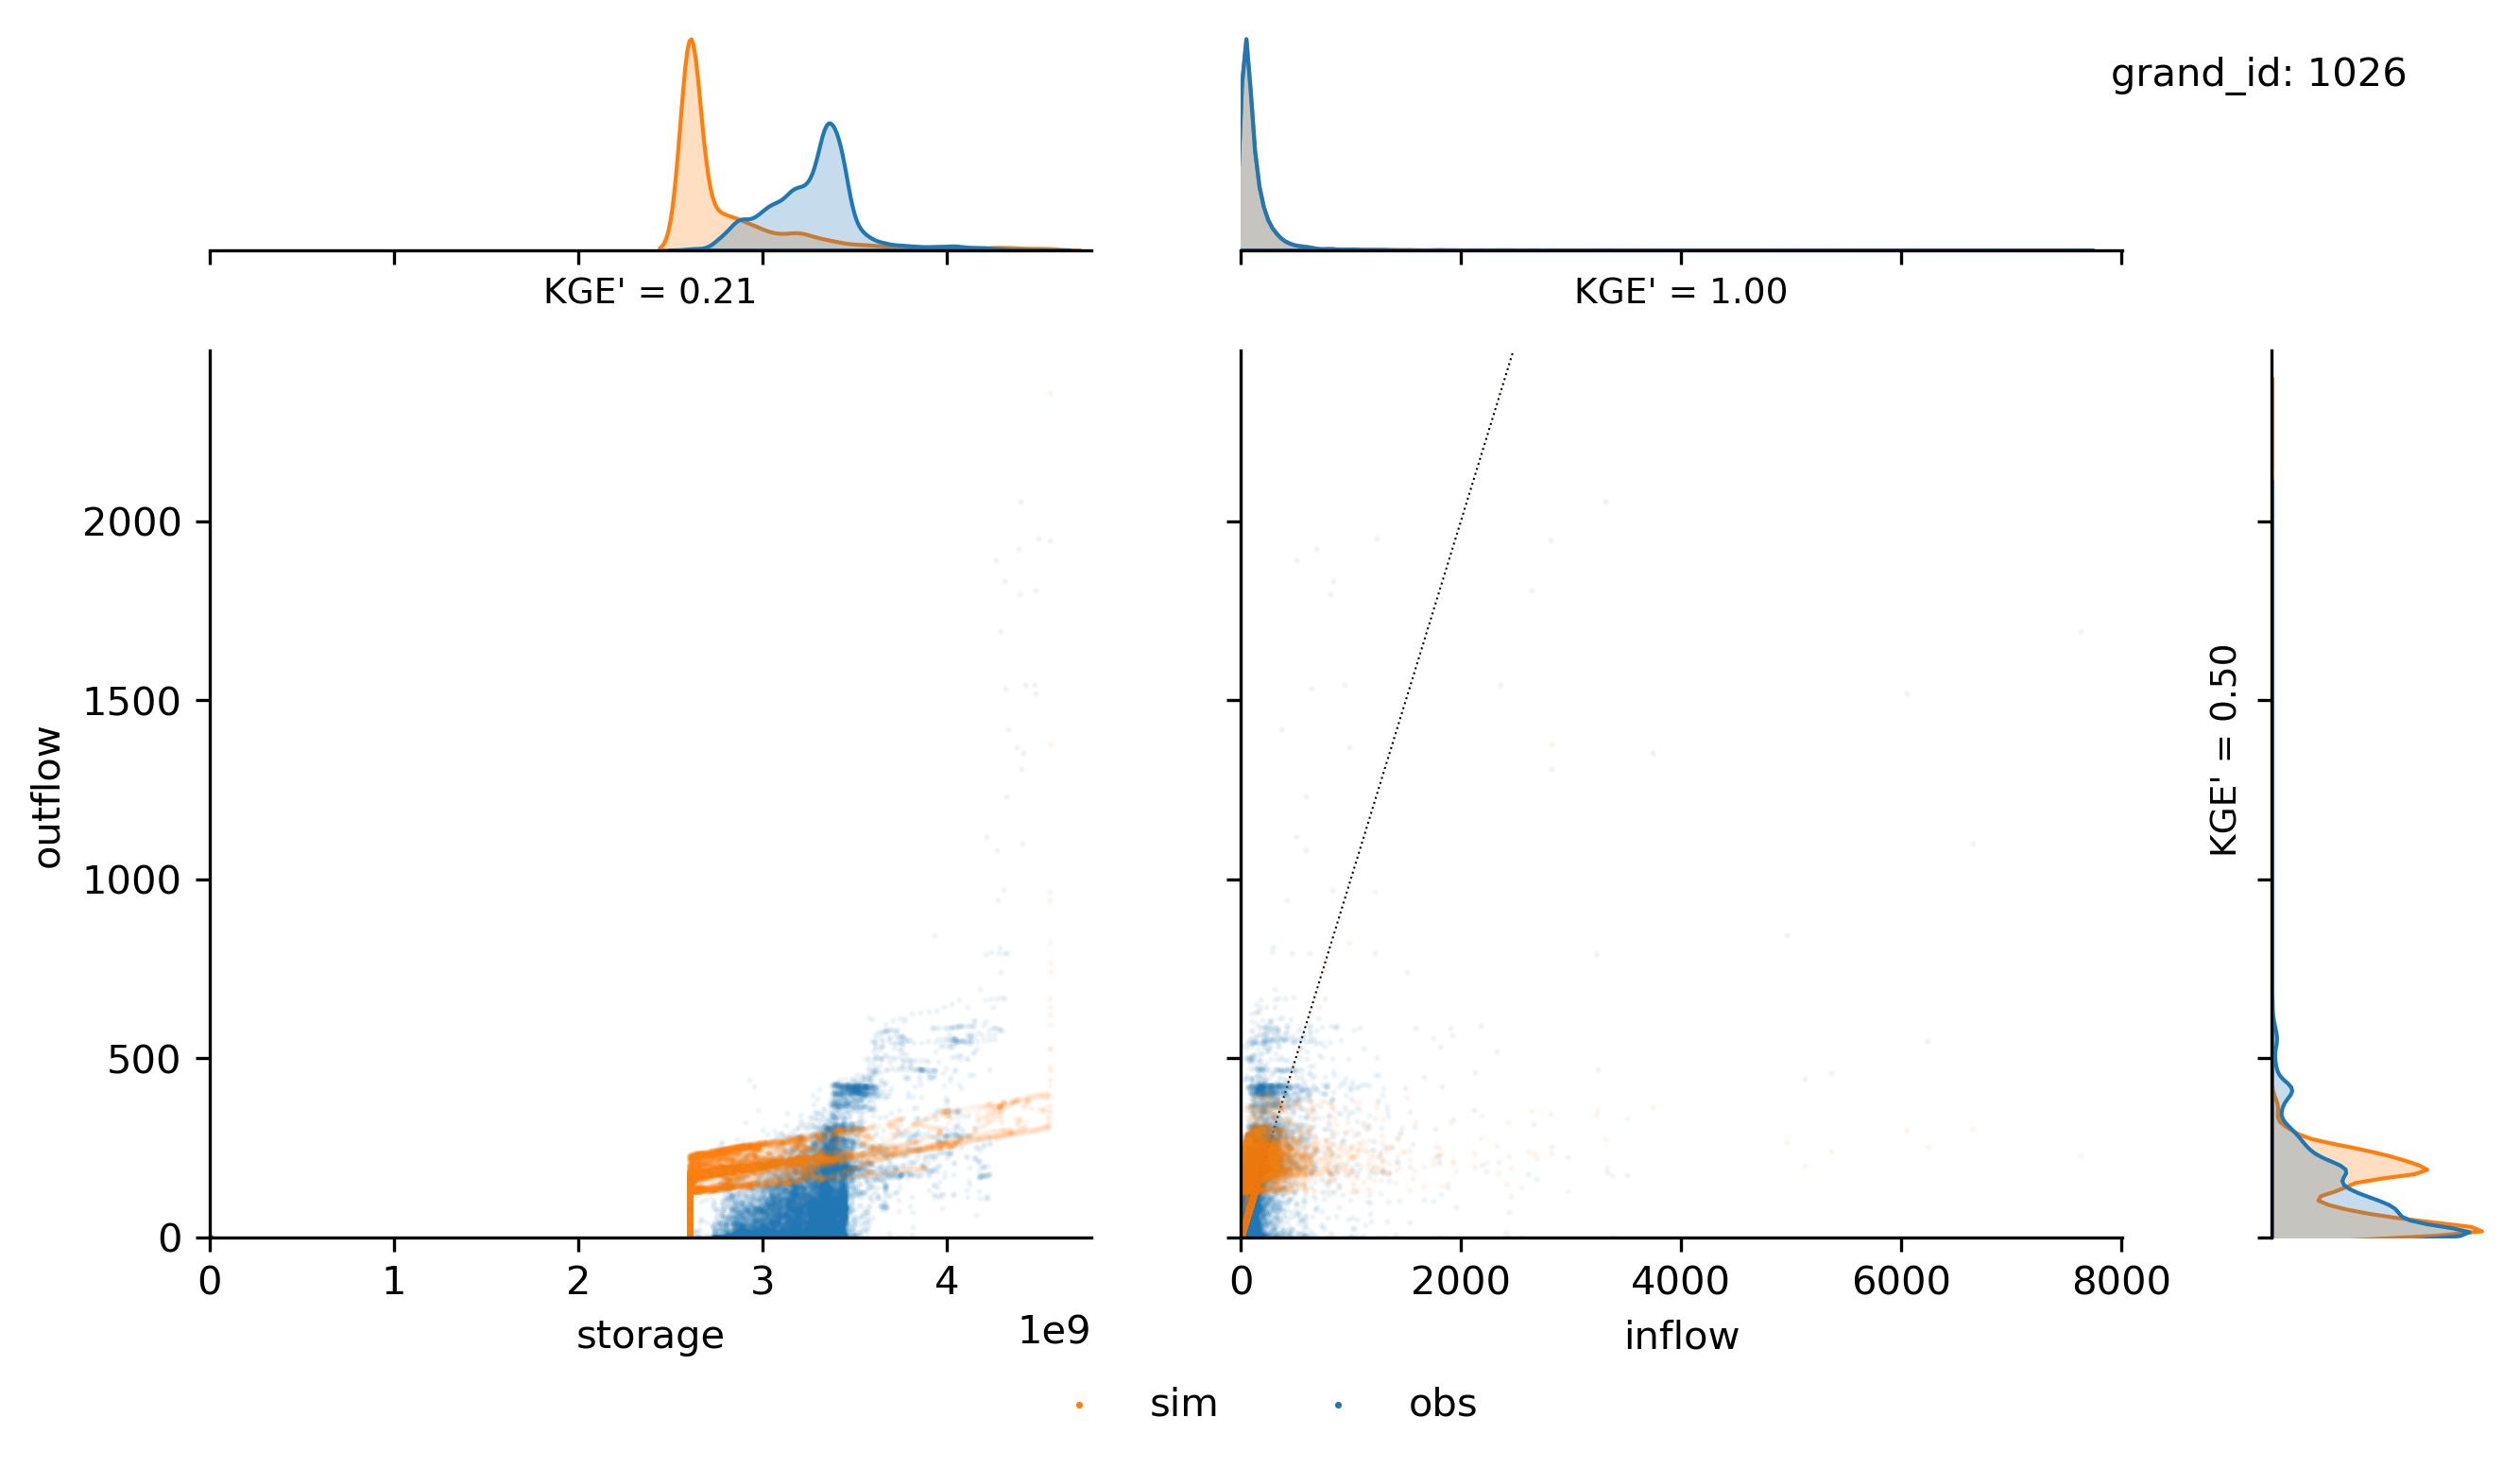 grand_id: 1026
KGE' = 0.21
KGE' = 1.00
outflow
2000
1500
1000
500
0
KGE' = 0.50
0 1 2 3 4
0 2000 4000 6000 8000
storage
1e9
inflow
sim obs